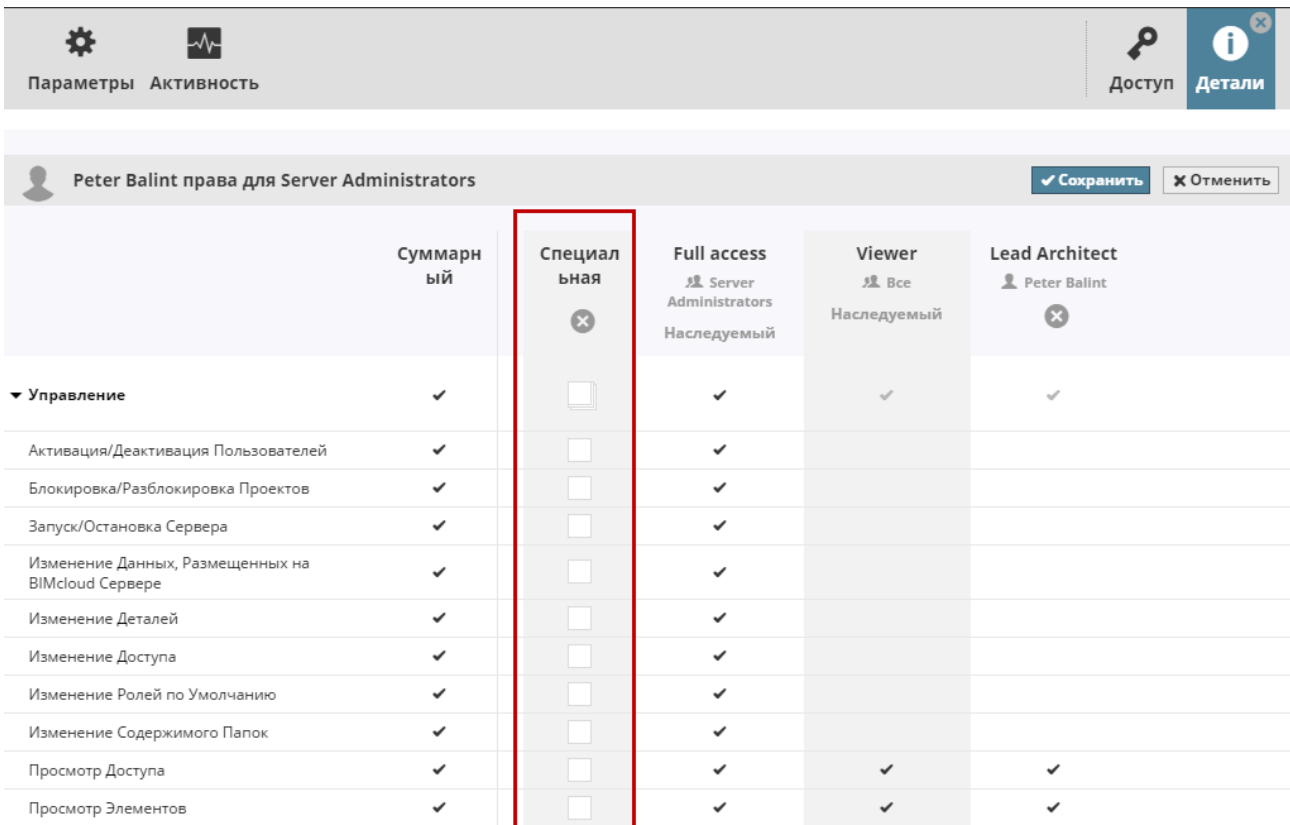 Параметры Активность Доступ Детали
Peter Balint права для Server Administrators
Сохранить Отменить
Суммарн
ый
Специал
ьная
Full access
Server
Administrators
Наследуемый
Viewer
Все
Наследуемый
Lead Architect
Peter Balint
Управление
Активация/Деактивация Пользователей
Блокировка/Разблокировка Проектов
Запуск/Остановка Сервера
Изменение Данных, Размещенных на
BIMcloud Сервере
Изменение Деталей
Изменение Доступа
Изменение Ролей по Умолчанию
Изменение Содержимого Папок
Просмотр Доступа
Просмотр Элементов